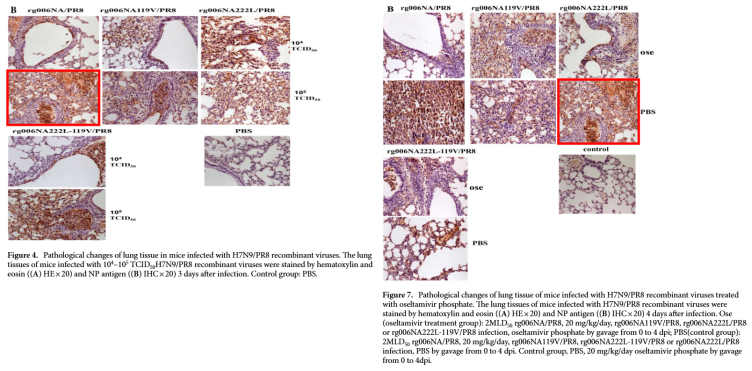 B
rg006NA/PR8 rg006NA119V/PR8 rg006NA222L/PR8
10⁴
TCID₅₀
10⁵
TCID₅₀
rg006NA222L-119V/PR8 PBS
10⁴
TCID₅₀
10⁵
TCID₅₀
Figure 4. Pathological changes of lung tissue in mice infected with H7N9/PR8 recombinant viruses. The lung
tissues of mice infected with 10⁴–10⁵ TCID₅₀H7N9/PR8 recombinant viruses were stained by hematoxylin and
eosin ((A) HE×20) and NP antigen ((B) IHC×20) 3 days after infection. Control group: PBS.
B
rg006NA/PR8 rg006NA119V/PR8 rg006NA222L/PR8
ose
PBS
rg006NA222L-119V/PR8 control
ose
PBS
Figure 7. Pathological changes of lung tissue of mice infected with H7N9/PR8 recombinant viruses treated
with oseltamivir phosphate. The lung tissues of mice infected with H7N9/PR8 recombinant viruses were
stained by hematoxylin and eosin ((A) HE×20) and NP antigen ((B) IHC×20) 4 days after infection. Ose
(oseltamivir treatment group): 2MLD₅₀ rg006NA/PR8, 20 mg/kg/day, rg006NA119V/PR8, rg006NA222L/PR8
or rg006NA222L-119V/PR8 infection, oseltamivir phosphate by gavage from 0 to 4 dpi; PBS(control group):
2MLD₅₀ rg006NA/PR8, 20 mg/kg/day, rg006NA119V/PR8, rg006NA222L-119V/PR8 or rg006NA222L/PR8
infection, PBS by gavage from 0 to 4 dpi. Control group, PBS, 20 mg/kg/day oseltamivir phosphate by gavage
from 0 to 4dpi.